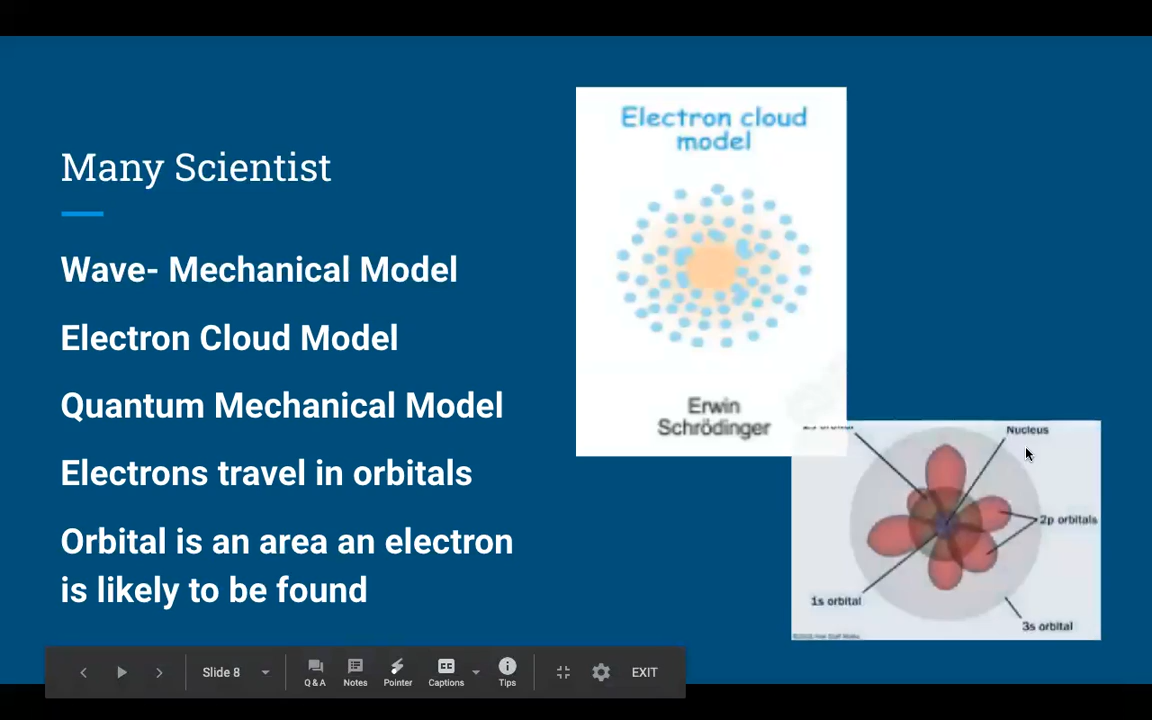 Many Scientist
Wave- Mechanical Model
Electron Cloud Model
Quantum Mechanical Model
Electrons travel in orbitals
Orbital is an area an electron
is likely to be found
Electron cloud
model
Erwin
Schrödinger
Nucleus
2p orbitals
1s orbital
3s orbital
Slide 8
Q & A
Notes
Pointer
CC
Captions
Tips
EXIT